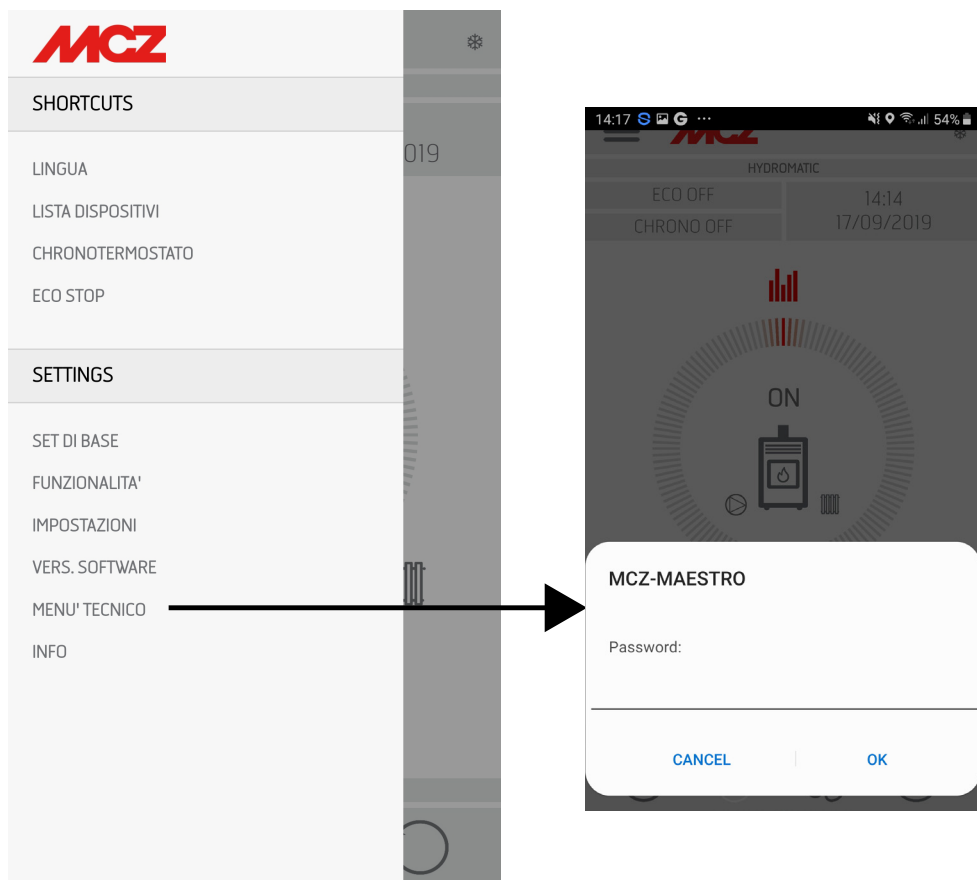 MCZ
SHORTCUTS
019
LINGUA
LISTA DISPOSITIVI
CHRONOTERMOSTATO
ECO STOP
SETTINGS
SET DI BASE
FUNZIONALITA'
IMPOSTAZIONI
VERS. SOFTWARE
MENU' TECNICO
INFO
14:17 S G ... 54%
MCZ
HYDROMATIC
ECO OFF
14:14
CHRONO OFF
17/09/2019
ON
MCZ-MAESTRO
Password:
CANCEL OK